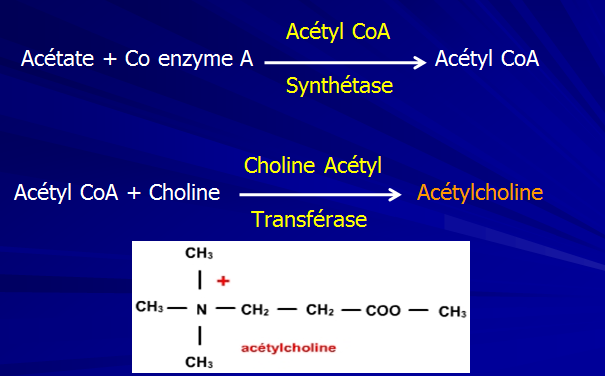 Acétyl CoA
Acétate + Co enzyme A Acétyl CoA
Synthétase
Choline Acétyl
Acétyl CoA + Choline Acétylcholine
Transférase
CH₃
+
CH₃ — N — CH₂ — CH₂ — COO — CH₃
CH₃
acétylcholine